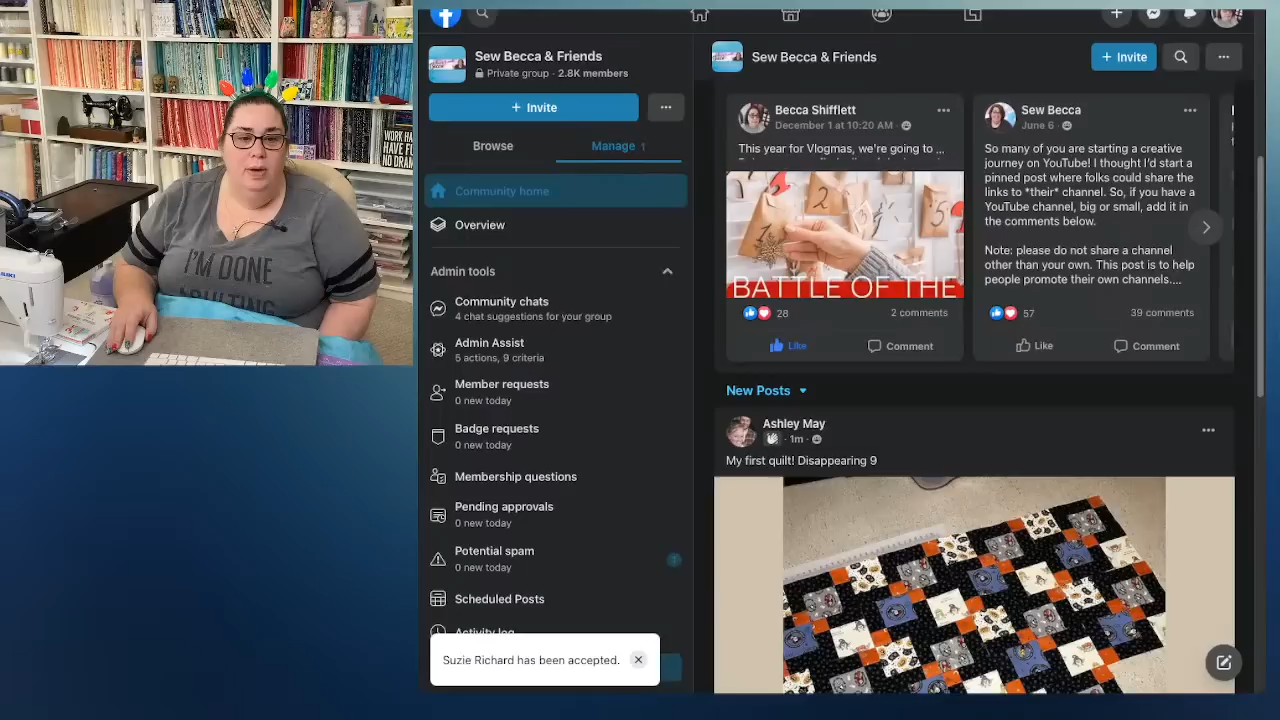 WORK HARD
HAVE FUN
NO DRAMA
I'M DONE
ADULTING
Sew Becca & Friends
Private group · 2.8K members
+ Invite
Browse
Manage 1
Community home
Overview
Admin tools
Community chats
4 chat suggestions for your group
Admin Assist
5 actions, 9 criteria
Member requests
0 new today
Badge requests
0 new today
Membership questions
Pending approvals
0 new today
Potential spam
0 new today
Scheduled Posts
Activity log
Suzie Richard has been accepted.
Sew Becca & Friends
+ Invite
Becca Shifflett
December 1 at 10:20 AM ·
This year for Vlogmas, we're going to ...
BATTLE OF THE
28
2 comments
Like
Comment
Sew Becca
June 6 ·
So many of you are starting a creative
journey on YouTube! I thought I'd start a
pinned post where folks could share the
links to *their* channel. So, if you have a
YouTube channel, big or small, add it in
the comments below.
Note: please do not share a channel
other than your own. This post is to help
people promote their own channels....
57
39 comments
Like
Comment
New Posts
Ashley May
· 1m ·
My first quilt! Disappearing 9